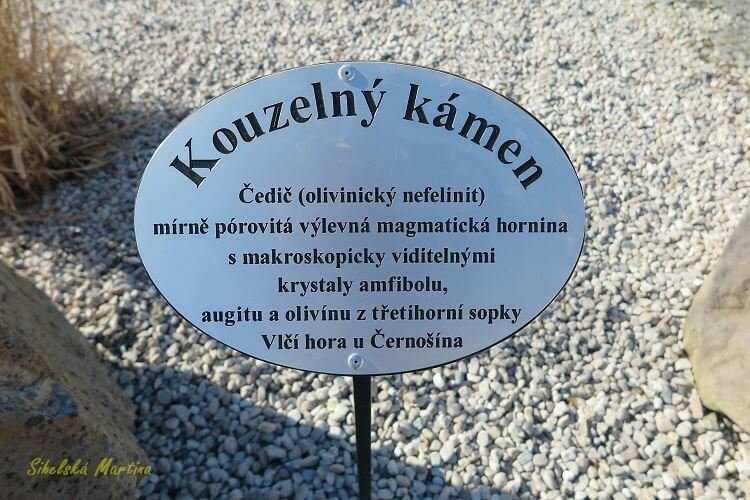 Kouzelný kámen
Čedič (olivinický nefelinit)
mírně pórovitá výlevná magmatická hornina
s makroskopicky viditelnými
krystaly amfibolu,
augitu a olivínu z třetihorní sopky
Vlčí hora u Černošína
Sihelská Martina